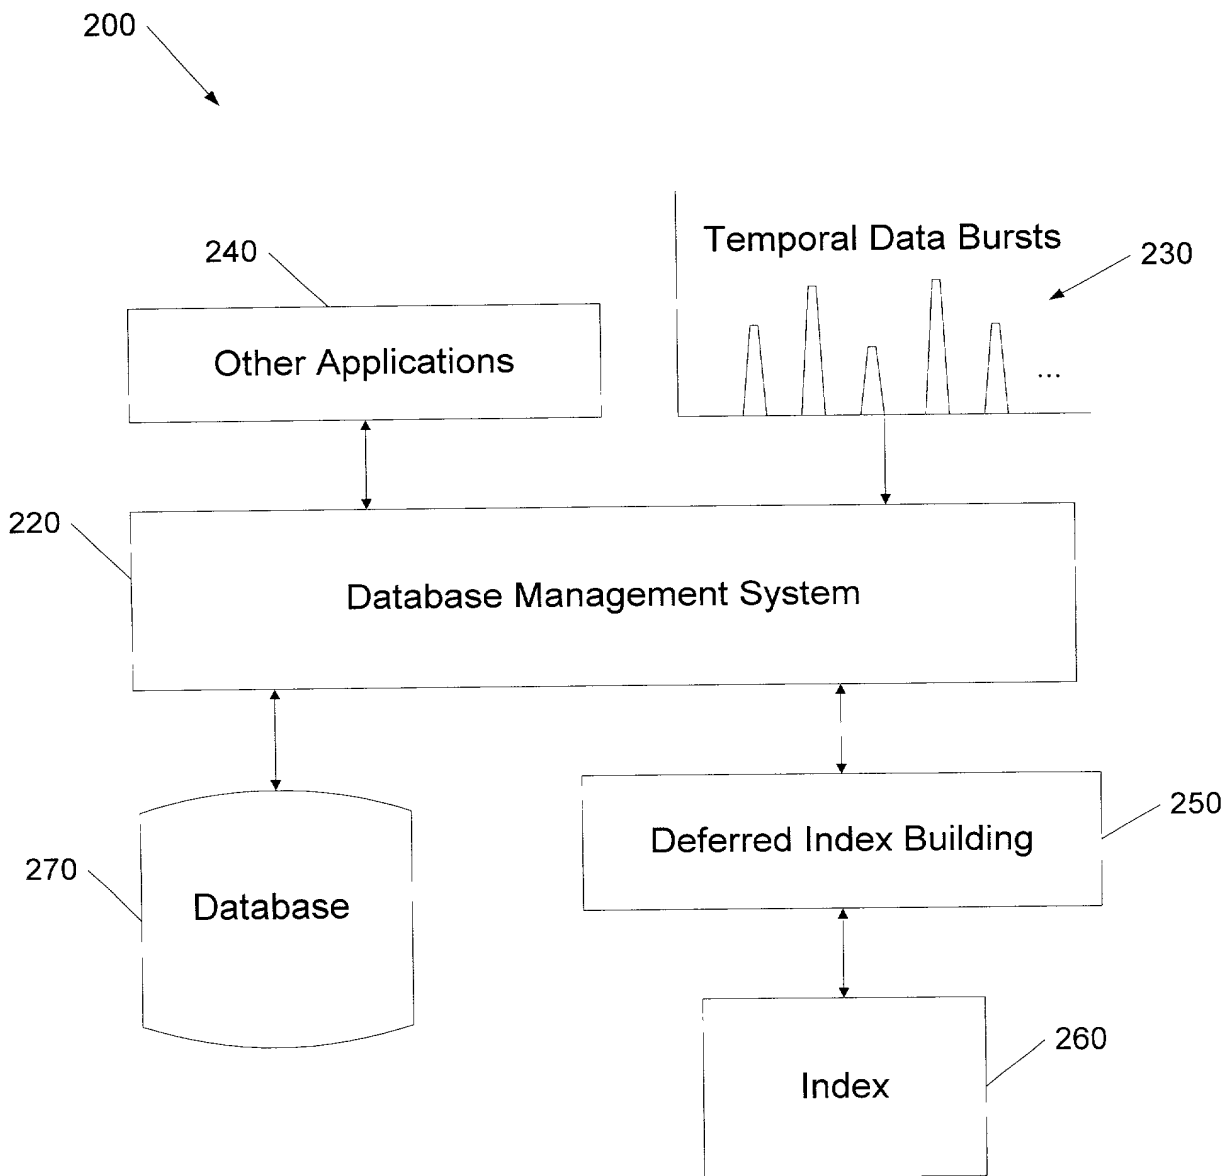 200
Temporal Data Bursts
230
...
240
Other Applications
220
Database Management System
250
Deferred Index Building
270
Database
260
Index